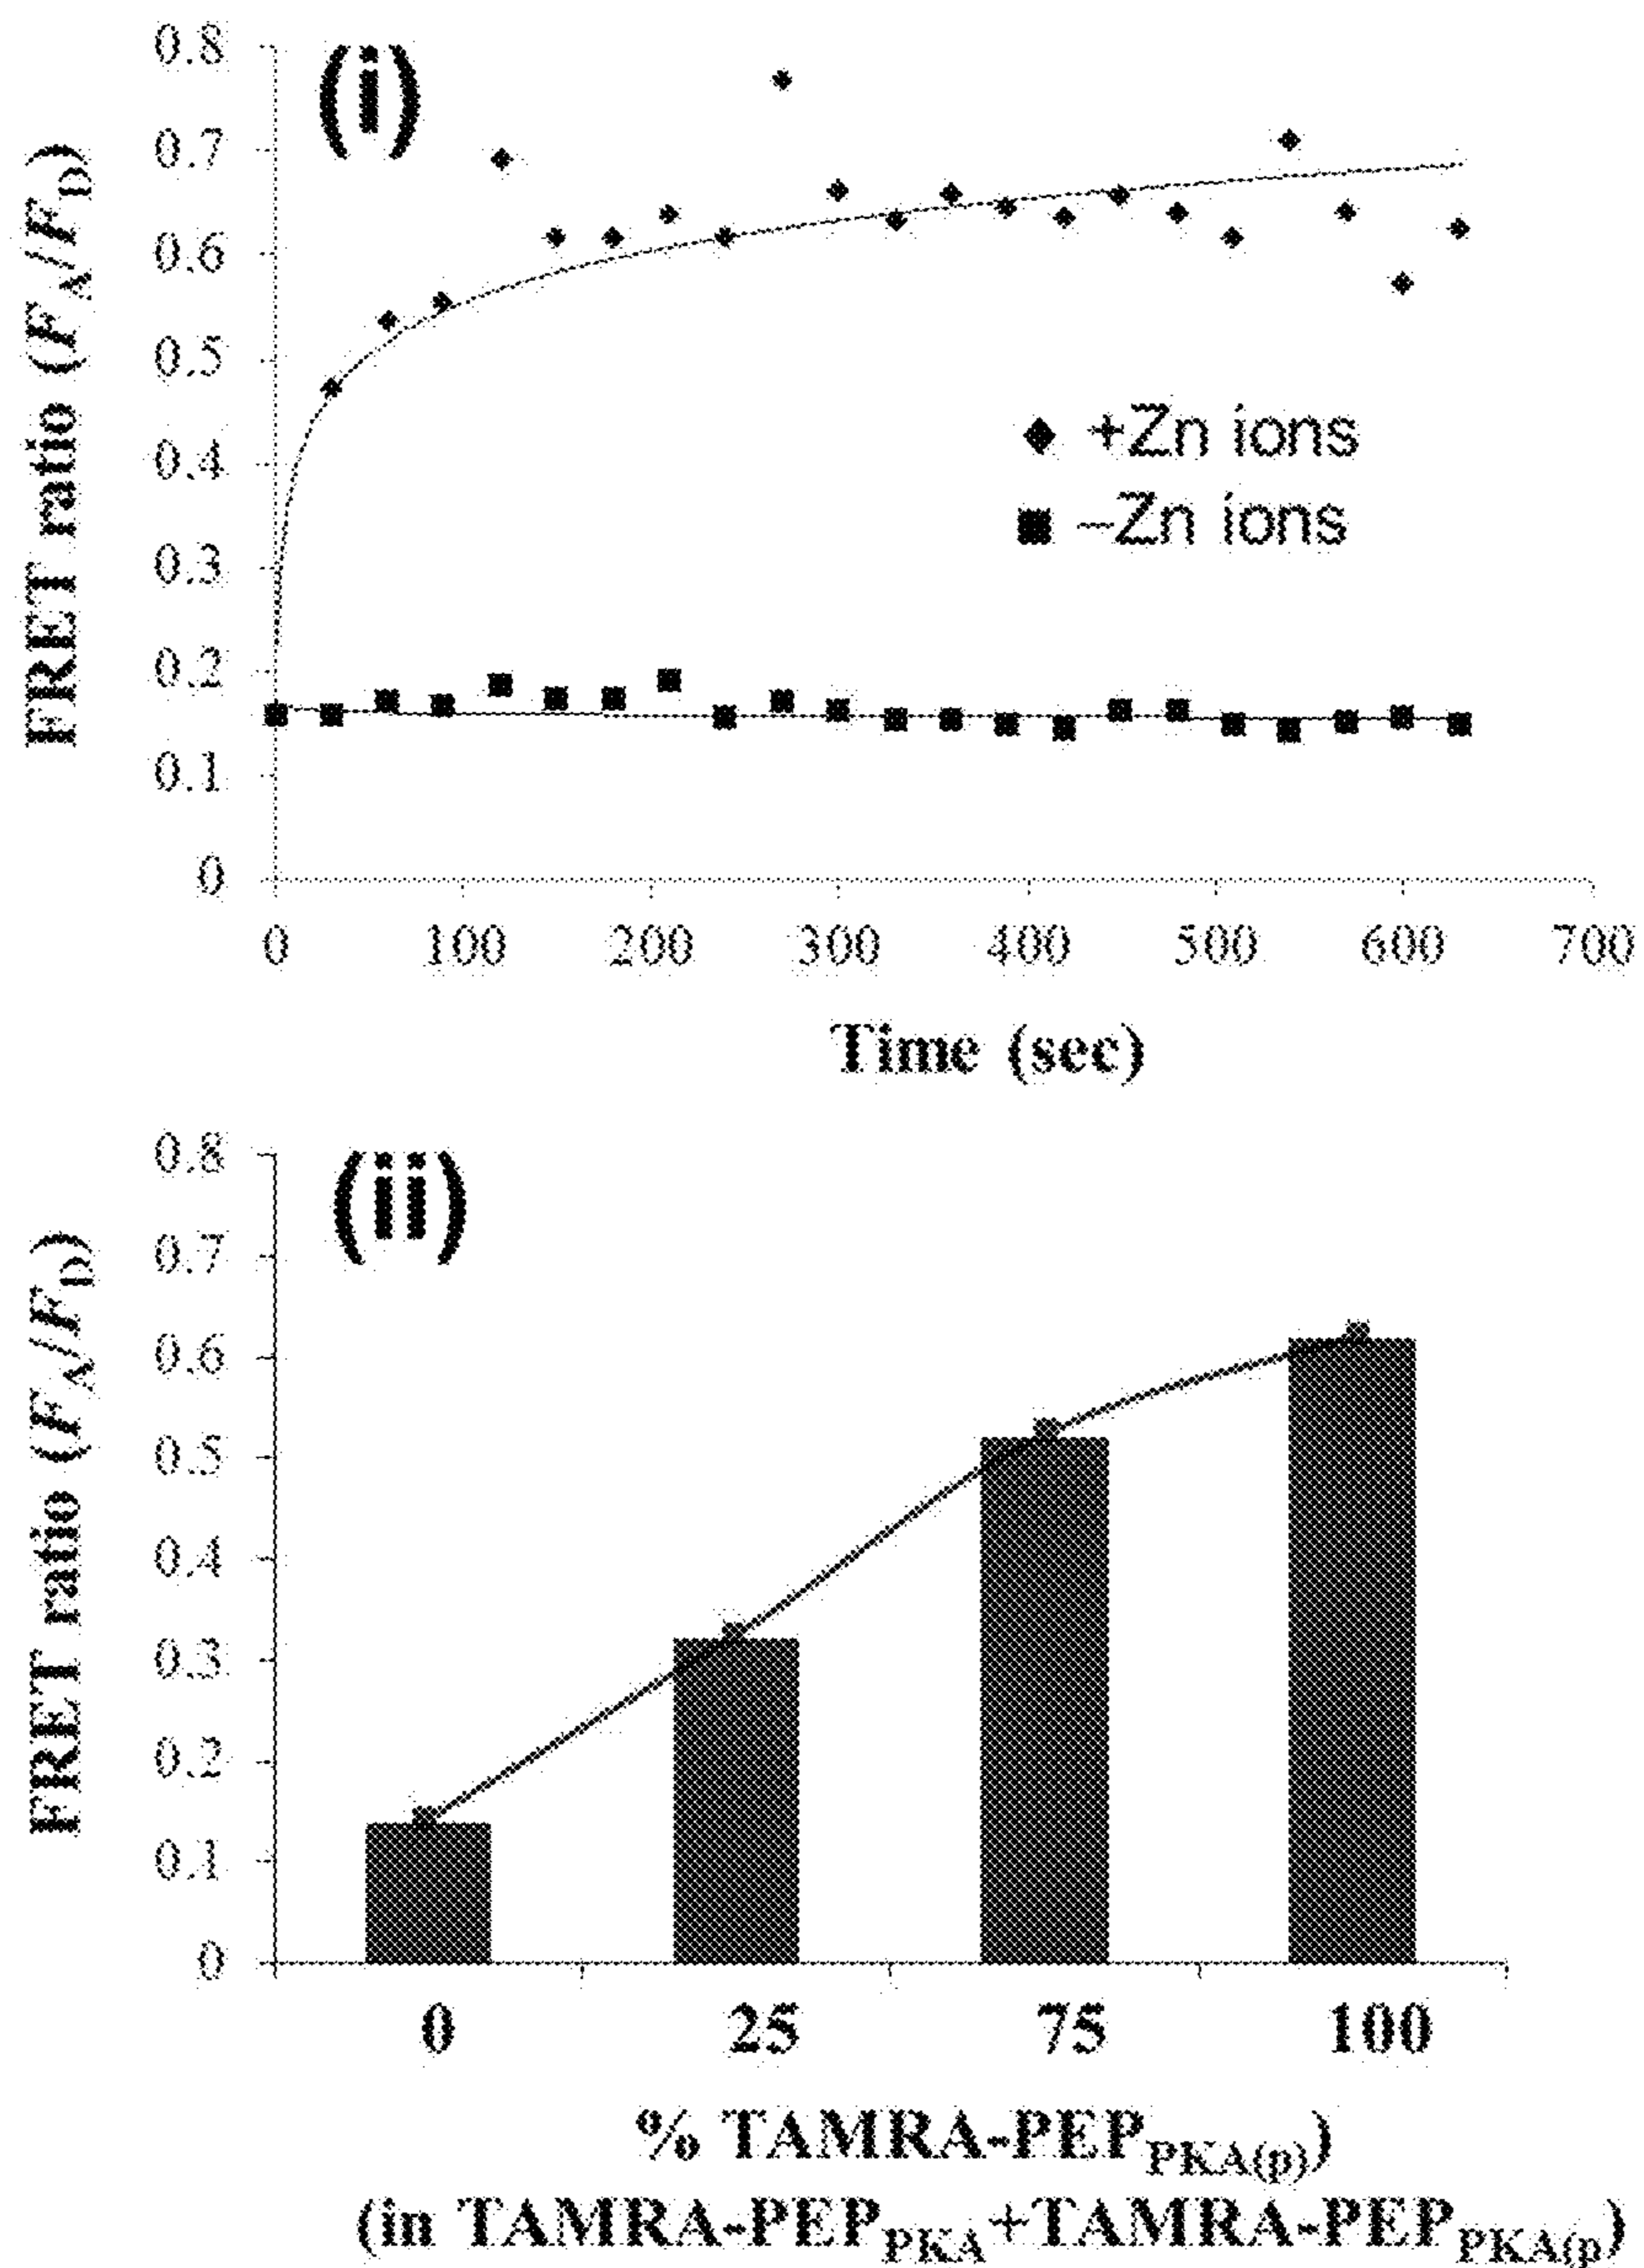 (i)
FRET ratio (FA/FD)
0.8
0.7
0.6
0.5
0.4
0.3
0.2
0.1
0
+Zn ions
–Zn ions
0 100 200 300 400 500 600 700
Time (sec)
(ii)
FRET ratio (FA/FD)
0.8
0.7
0.6
0.5
0.4
0.3
0.2
0.1
0
0 25 75 100
% TAMRA-PEPPKA(p))
(in TAMRA-PEPPKA+TAMRA-PEPPKA(p)